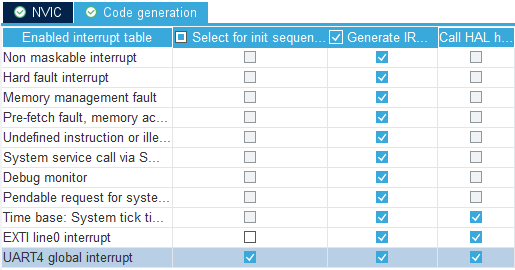 NVIC Code generation
Enabled interrupt table Select for init sequen... Generate IR... Call HAL h...
Non maskable interrupt
Hard fault interrupt
Memory management fault
Pre-fetch fault, memory ac...
Undefined instruction or ille...
System service call via S...
Debug monitor
Pendable request for syste...
Time base: System tick ti...
EXTI line0 interrupt
UART4 global interrupt